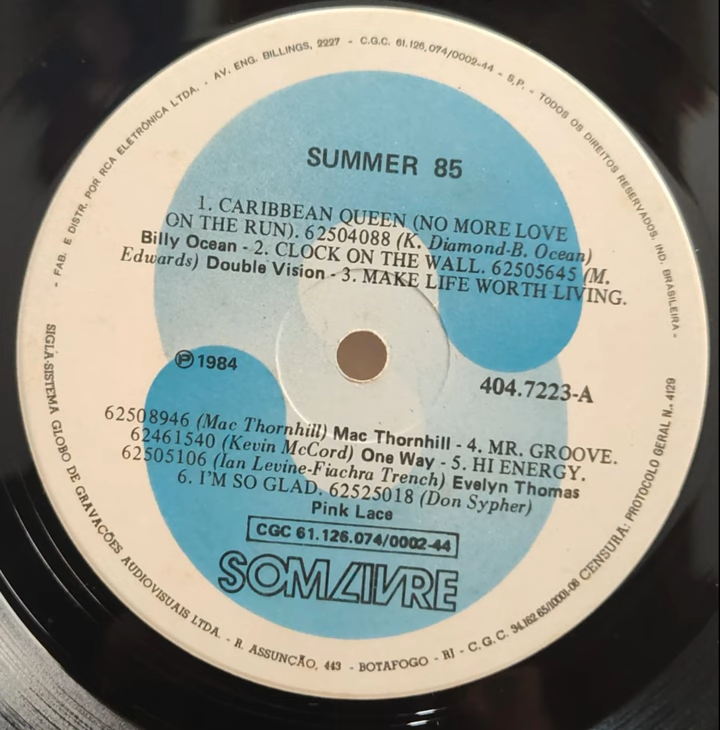 - FAB. E DISTR. POR RCA ELETRÔNICA LTDA. · AV. ENG. BILLINGS, 2227 - C.G.C. 61.126.074/0002-44 - S.P. - TODOS OS DIREITOS RESERVADOS. IND. BRASILEIRA -
SUMMER 85
1. CARIBBEAN QUEEN (NO MORE LOVE
ON THE RUN). 62504088 (K. Diamond-B. Ocean)
Billy Ocean - 2. CLOCK ON THE WALL. 62505645 (M.
Edwards) Double Vision - 3. MAKE LIFE WORTH LIVING.
Ⓟ 1984
404.7223-A
62508946 (Mac Thornhill) Mac Thornhill - 4. MR. GROOVE.
62461540 (Kevin McCord) One Way - 5. HI ENERGY.
62505106 (Ian Levine-Fiachra Trench) Evelyn Thomas
6. I'M SO GLAD. 62525018 (Don Sypher)
Pink Lace
CGC 61.126.074/0002-44
SOM LIVRE
SIGLA-SISTEMA GLOBO DE GRAVAÇÕES AUDIOVISUAIS LTDA. - R. ASSUNÇÃO, 443 - BOTAFOGO - RJ - C.G.C. 34.162.65/10001-06 CENSURA: PROTOCOLO GERAL N.. 4129